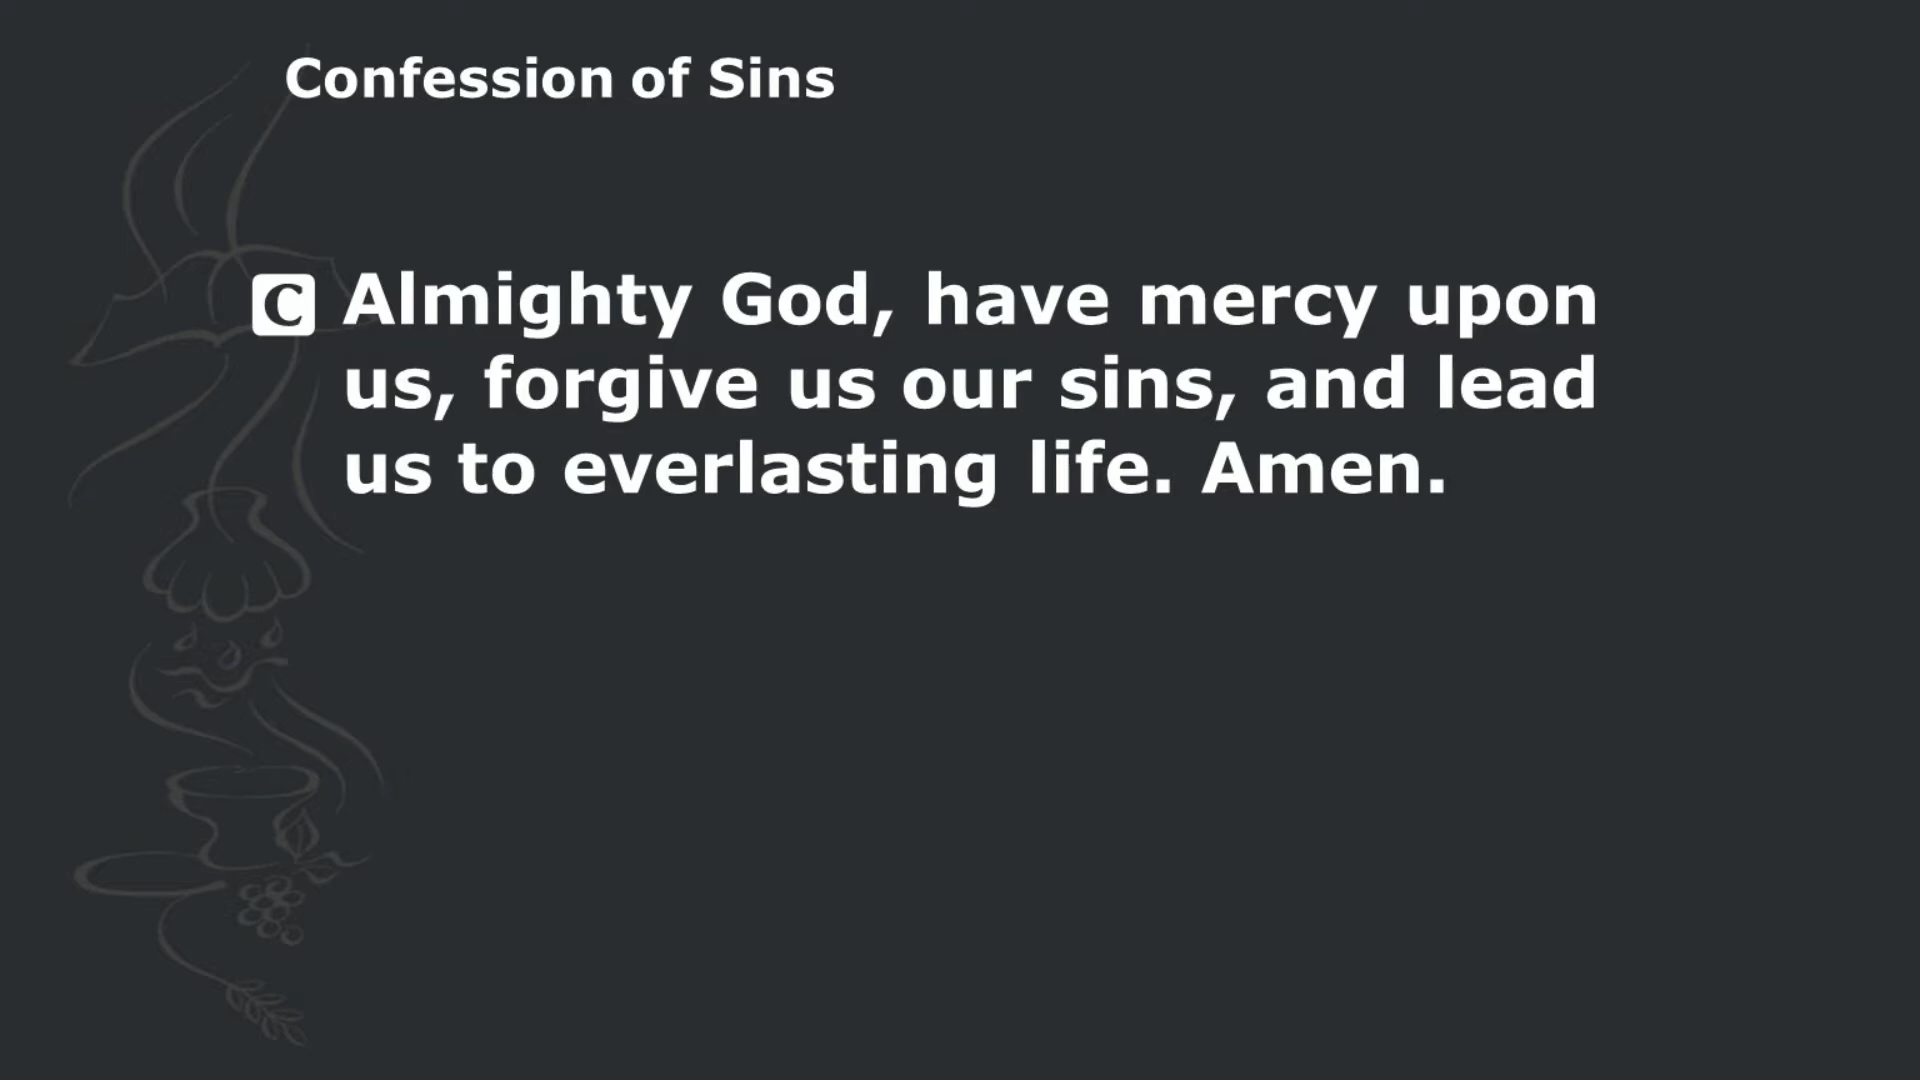 Confession of Sins
C Almighty God, have mercy upon
us, forgive us our sins, and lead
us to everlasting life. Amen.